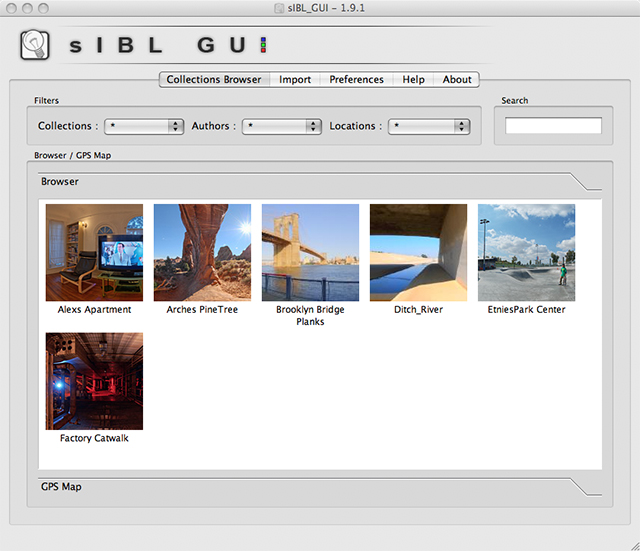 sIBL_GUI – 1.9.1
sIBL GUI
Collections Browser Import Preferences Help About
Filters
Search
Collections : * Authors : * Locations : *
Browser / GPS Map
Browser
Alexs Apartment
Arches PineTree
Brooklyn Bridge
Planks
Ditch_River
EtniesPark Center
Factory Catwalk
GPS Map